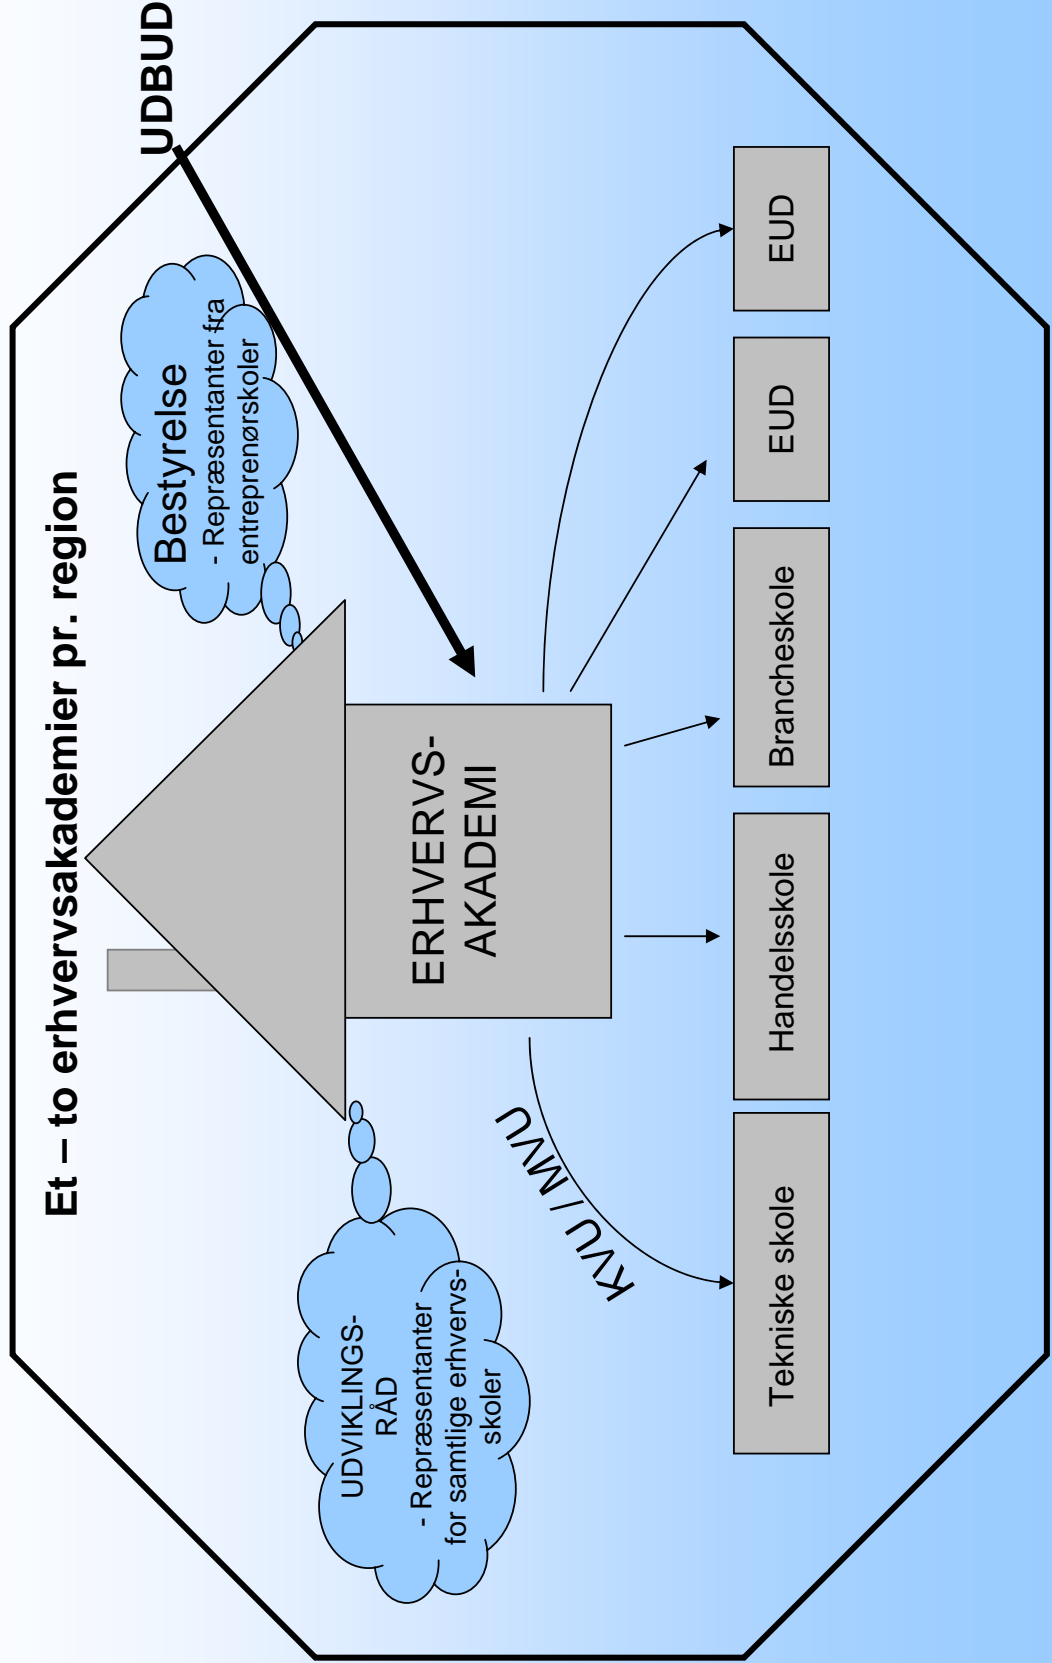 Et – to erhvervsakademier pr. region
UDBUD
Bestyrelse
- Repræsentanter fra
entreprenørskoler
UDVIKLINGS-
RÅD
- Repræsentanter
for samtlige erhvervs-
skoler
ERHVERVS-
AKADEMI
KVU / MVU
Tekniske skole
Handelsskole
Brancheskole
EUD
EUD